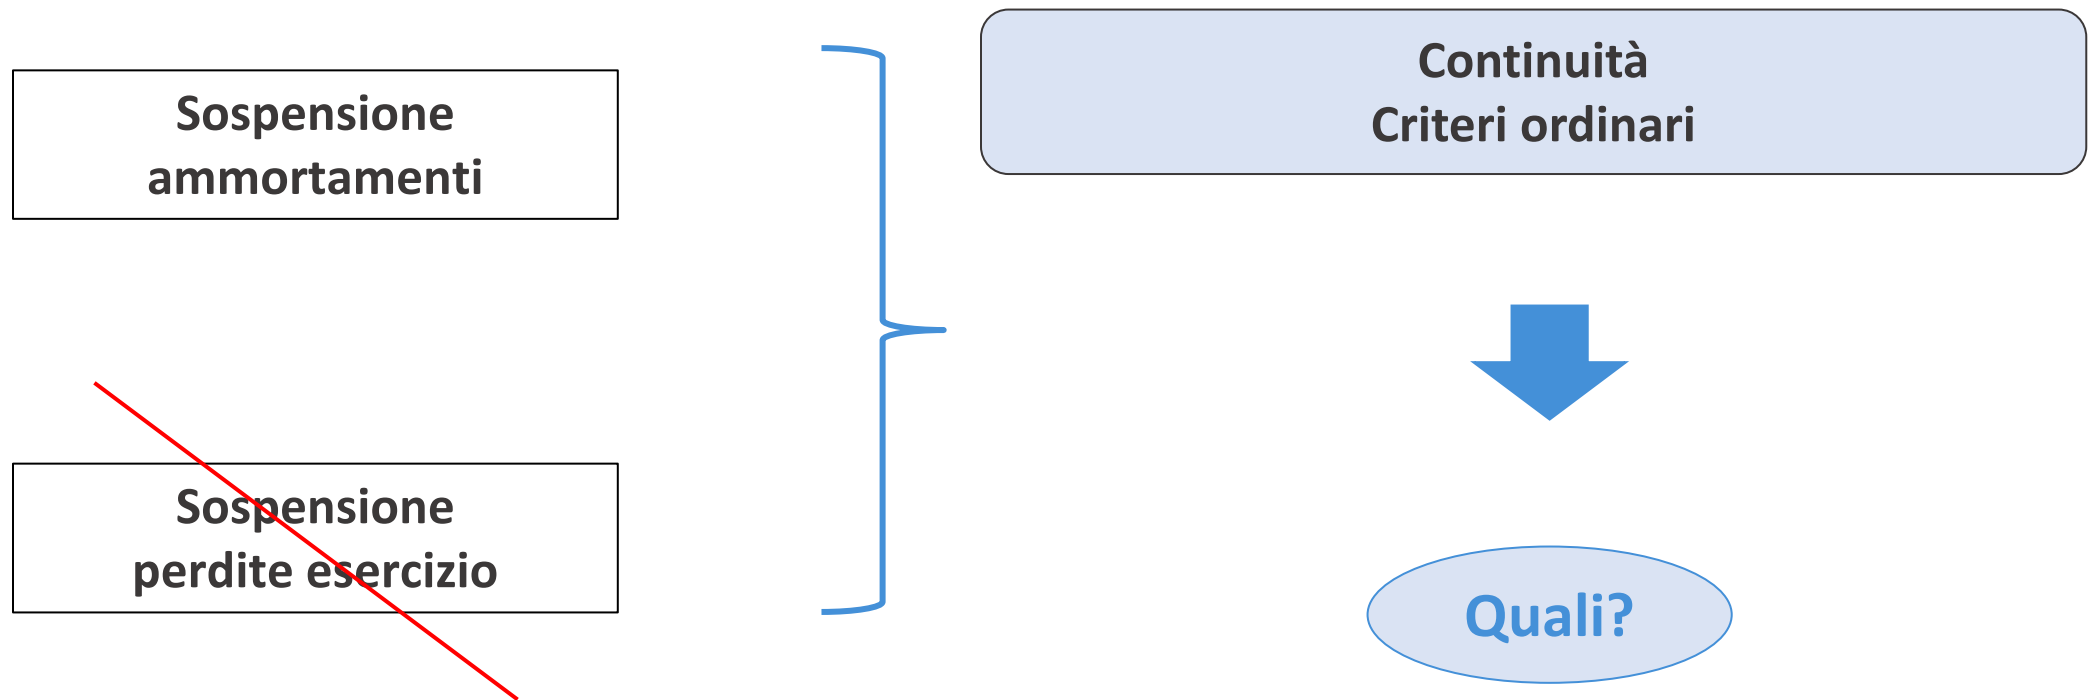 Sospensione
ammortamenti
Sospensione
perdite esercizio
Continuità
Criteri ordinari
Quali?